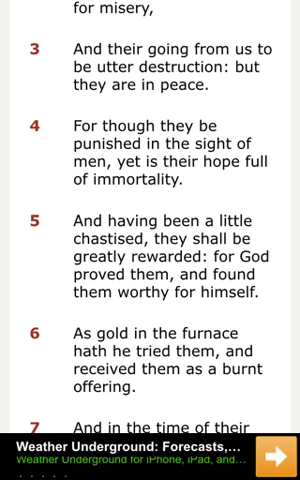 for misery,
3 And their going from us to
be utter destruction: but
they are in peace.
4 For though they be
punished in the sight of
men, yet is their hope full
of immortality.
5 And having been a little
chastised, they shall be
greatly rewarded: for God
proved them, and found
them worthy for himself.
6 As gold in the furnace
hath he tried them, and
received them as a burnt
offering.
7 And in the time of their
Weather Underground: Forecasts,...
Weather Underground for iPhone, iPad, and...